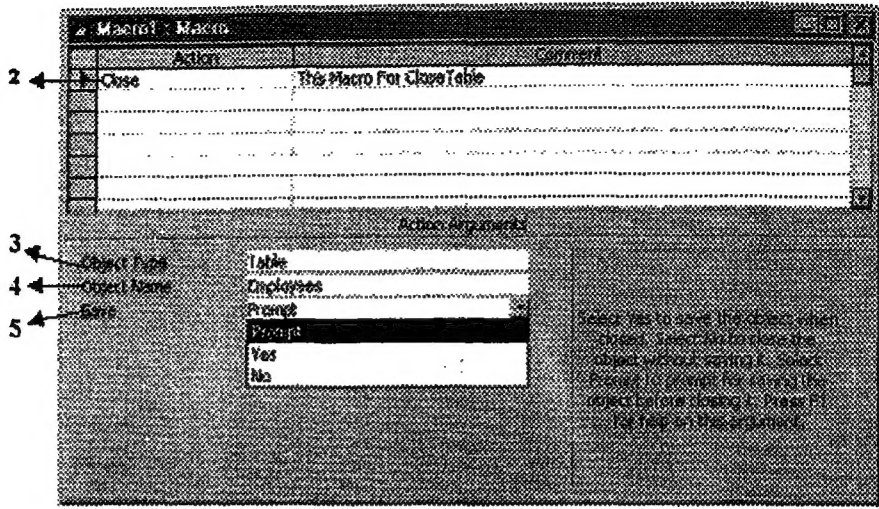 Macro1 : Macro
Action Comment
2 Close This Macro For Close Table
Action Arguments
3 Object Type Table
4 Object Name Employees
5 Save Prompt
Prompt
Yes
No
Select Yes to save the object when
closed. Select No to close the
object without saving it. Select
Prompt to prompt for saving the
object before closing it. Press F1
for help on this argument.